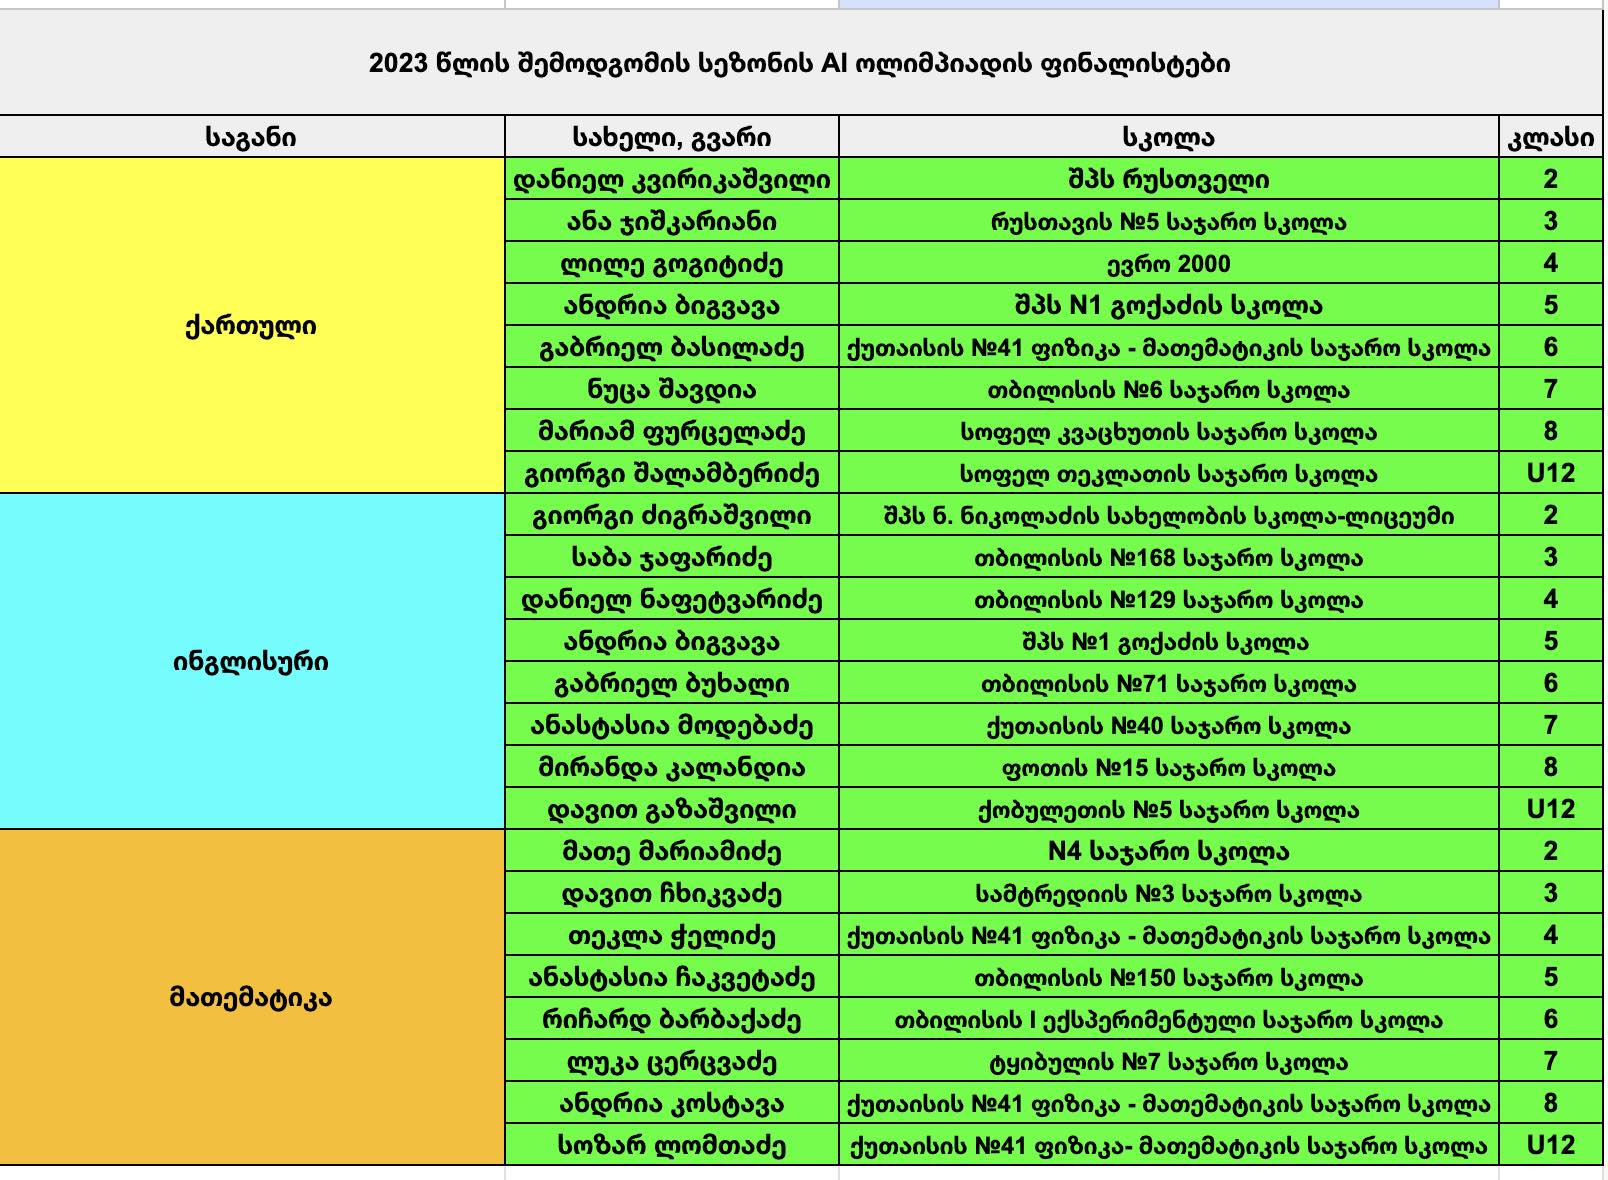 2023 წლის შემოდგომის სეზონის AI ოლიმპიადის ფინალისტები
საგანი სახელი, გვარი სკოლა კლასი
ქართული
დანიელ კვირიკაშვილი შპს რუსთველი 2
ანა ჯიშკარიანი რუსთავის №5 საჯარო სკოლა 3
ლილე გოგიტიძე ევრო 2000 4
ანდრია ბიგვავა შპს N1 გოქაძის სკოლა 5
გაბრიელ ბასილაძე ქუთაისის №41 ფიზიკა - მათემატიკის საჯარო სკოლა 6
ნუცა შავდია თბილისის №6 საჯარო სკოლა 7
მარიამ ფურცელაძე სოფელ კვაცხუთის საჯარო სკოლა 8
გიორგი შალამბერიძე სოფელ თეკლათის საჯარო სკოლა U12
ინგლისური
გიორგი ძიგრაშვილი შპს ნ. ნიკოლაძის სახელობის სკოლა-ლიცეუმი 2
საბა ჯაფარიძე თბილისის №168 საჯარო სკოლა 3
დანიელ ნაფეტვარიძე თბილისის №129 საჯარო სკოლა 4
ანდრია ბიგვავა შპს №1 გოქაძის სკოლა 5
გაბრიელ ბუხალი თბილისის №71 საჯარო სკოლა 6
ანასტასია მოდებაძე ქუთაისის №40 საჯარო სკოლა 7
მირანდა კალანდია ფოთის №15 საჯარო სკოლა 8
დავით გაზაშვილი ქობულეთის №5 საჯარო სკოლა U12
მათემატიკა
მათე მარიამიძე N4 საჯარო სკოლა 2
დავით ჩხიკვაძე სამტრედიის №3 საჯარო სკოლა 3
თეკლა ჭელიძე ქუთაისის №41 ფიზიკა - მათემატიკის საჯარო სკოლა 4
ანასტასია ჩაკვეტაძე თბილისის №150 საჯარო სკოლა 5
რიჩარდ ბარბაქაძე თბილისის I ექსპერიმენტული საჯარო სკოლა 6
ლუკა ცერცვაძე ტყიბულის №7 საჯარო სკოლა 7
ანდრია კოსტავა ქუთაისის №41 ფიზიკა - მათემატიკის საჯარო სკოლა 8
სოზარ ლომთაძე ქუთაისის №41 ფიზიკა- მათემატიკის საჯარო სკოლა U12